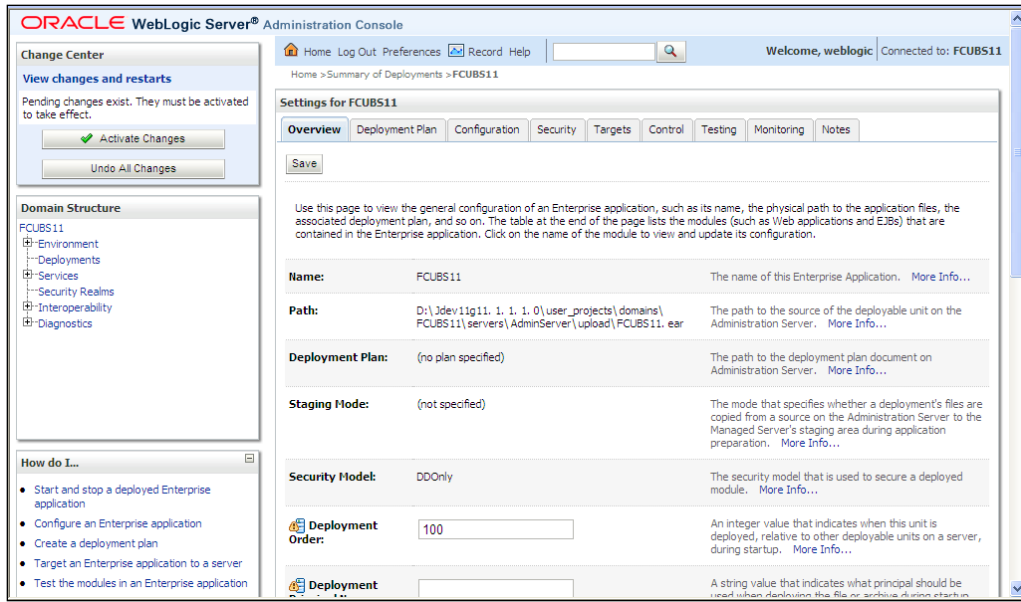 ORACLE WebLogic Server® Administration Console
Change Center
View changes and restarts
Pending changes exist. They must be activated
to take effect.
Activate Changes
Undo All Changes
Domain Structure
FCUBS11
Environment
Deployments
Services
Security Realms
Interoperability
Diagnostics
How do I...
Start and stop a deployed Enterprise
application
Configure an Enterprise application
Create a deployment plan
Target an Enterprise application to a server
Test the modules in an Enterprise application
Home Log Out Preferences Record Help
Welcome, weblogic Connected to: FCUBS11
Home >Summary of Deployments >FCUBS11
Settings for FCUBS11
Overview Deployment Plan Configuration Security Targets Control Testing Monitoring Notes
Save
Use this page to view the general configuration of an Enterprise application, such as its name, the physical path to the application files, the
associated deployment plan, and so on. The table at the end of the page lists the modules (such as Web applications and EJBs) that are
contained in the Enterprise application. Click on the name of the module to view and update its configuration.
Name: FCUBS11 The name of this Enterprise Application. More Info...
Path: D:\Jdev11g11. 1. 1. 1. 0\user_projects\domains\ The path to the source of the deployable unit on the
FCUBS11\servers\AdminServer\upload\FCUBS11. ear Administration Server. More Info...
Deployment Plan: (no plan specified) The path to the deployment plan document on
Administration Server. More Info...
Staging Mode: (not specified) The mode that specifies whether a deployment's files are
copied from a source on the Administration Server to the
Managed Server's staging area during application
preparation. More Info...
Security Model: DDOnly The security model that is used to secure a deployed
module. More Info...
Deployment 100 An integer value that indicates when this unit is
Order: deployed, relative to other deployable units on a server,
during startup. More Info...
Deployment A string value that indicates what principal should be
used when deploying the file or archive during startup